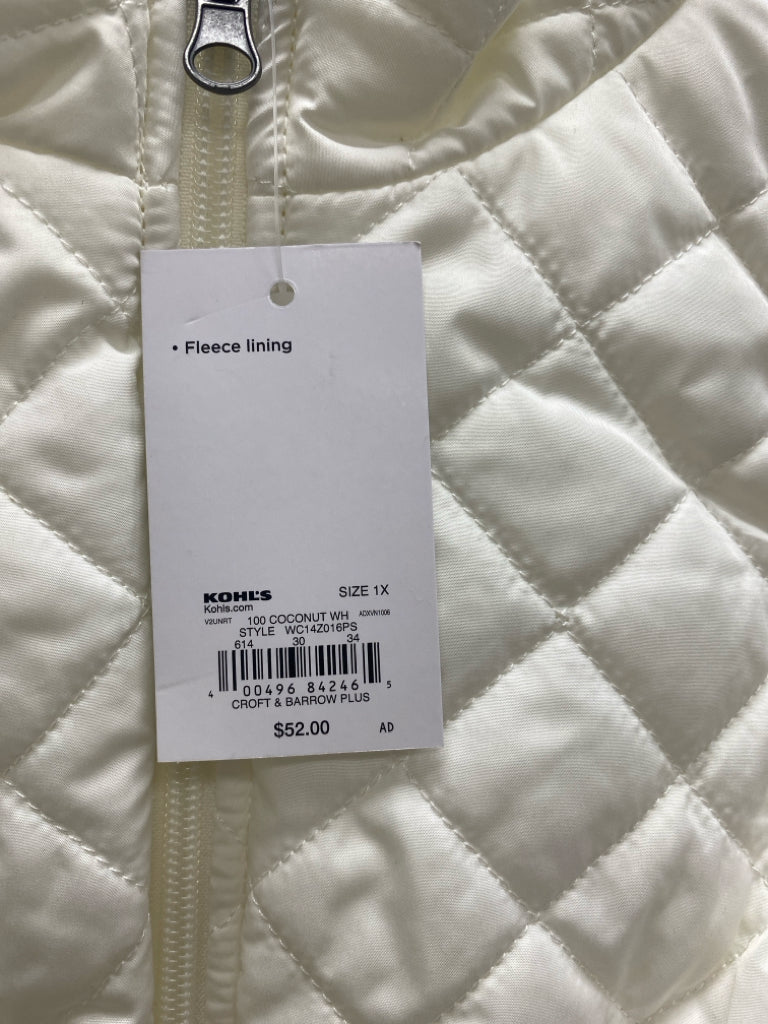 • Fleece lining
KOHL'S SIZE 1X
Kohls.com
V2UNRT 100 COCONUT WH ADXVN1006
STYLE WC14Z016PS
614 30 34
4 00496 84246 5
CROFT & BARROW PLUS
$52.00 AD